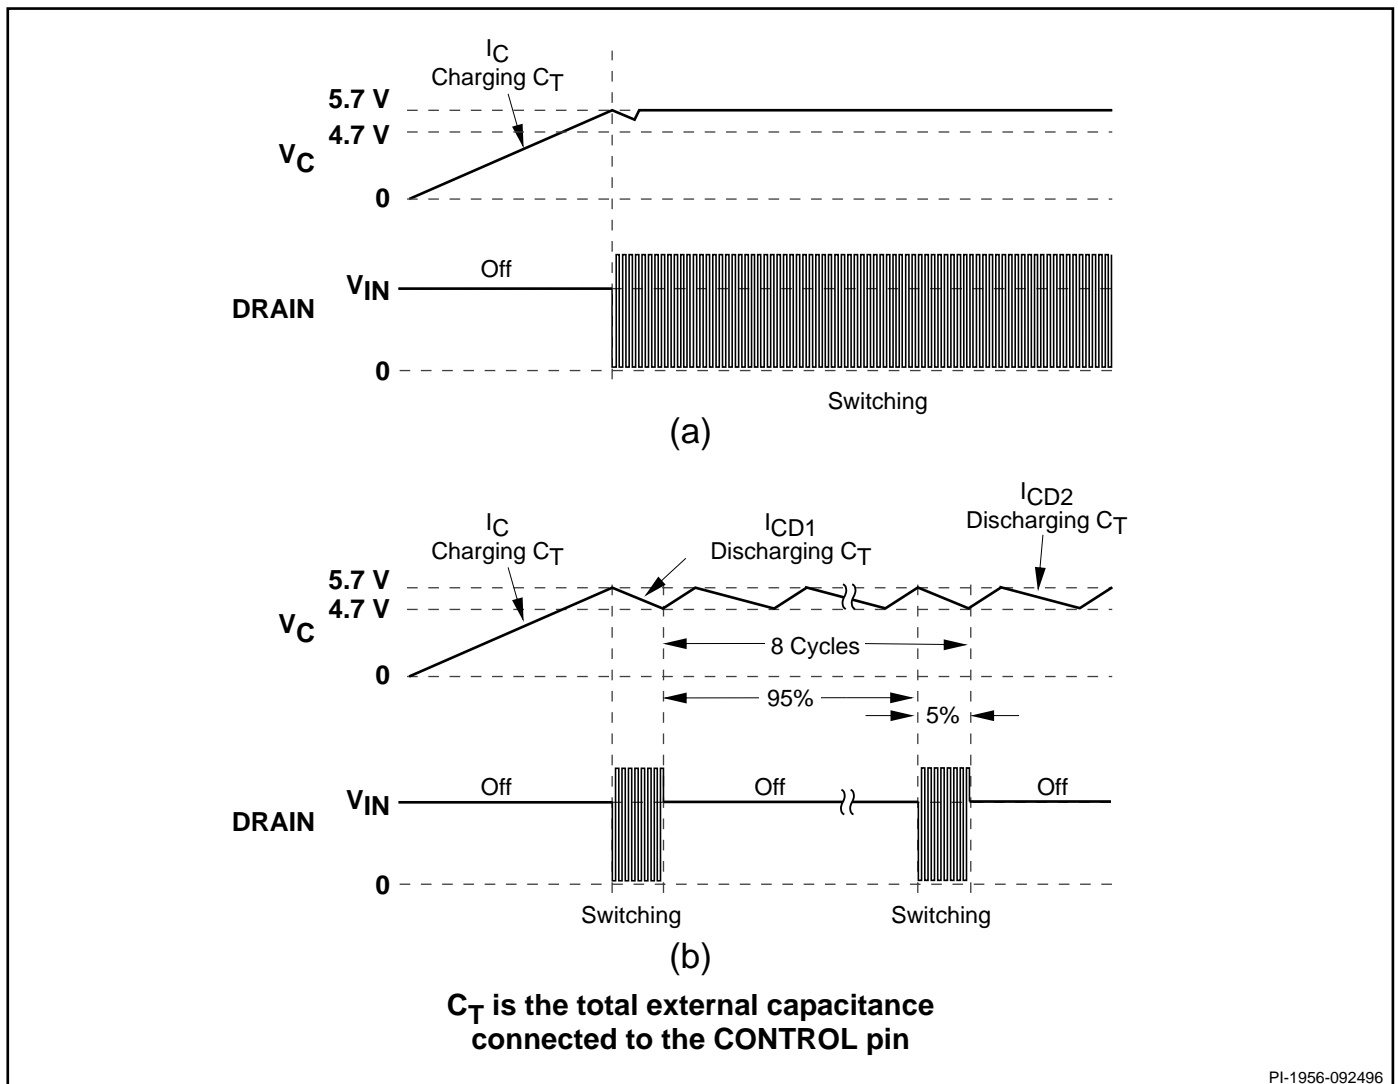 I_C
Charging C_T
5.7 V
4.7 V
V_C
0
Off
V_IN
DRAIN
0
Switching
(a)
I_C
Charging C_T
I_CD1
Discharging C_T
I_CD2
Discharging C_T
5.7 V
4.7 V
V_C
8 Cycles
0
95%
5%
Off
Off
Off
V_IN
DRAIN
0
Switching
Switching
(b)
C_T is the total external capacitance
connected to the CONTROL pin
PI-1956-092496